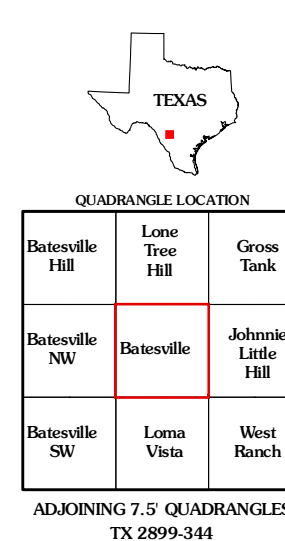 TEXAS
QUADRANGLE LOCATION
Batesville
Hill
Lone
Tree
Hill
Gross
Tank
Batesville
NW
Batesville
Johnnie
Little
Hill
Batesville
SW
Loma
Vista
West
Ranch
ADJOINING 7.5' QUADRANGLES
TX 2899-344